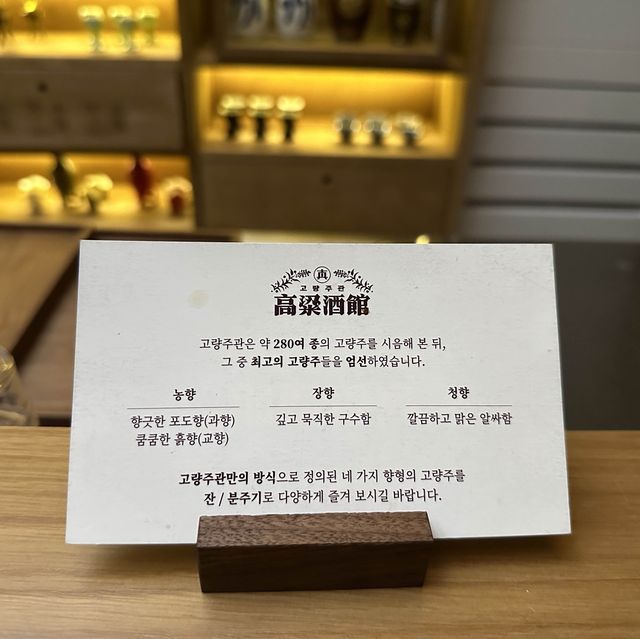 고량주관
高粱酒館
고량주관은 약 280여 종의 고량주를 시음해 본 뒤,
그 중 최고의 고량주들을 엄선하였습니다.
농향
향긋한 포도향(과향)
쿰쿰한 흙향(교향)
장향
깊고 묵직한 구수함
청향
깔끔하고 맑은 알싸함
고량주관만의 방식으로 정의된 네 가지 향형의 고량주를
잔 / 분주기로 다양하게 즐겨 보시길 바랍니다.